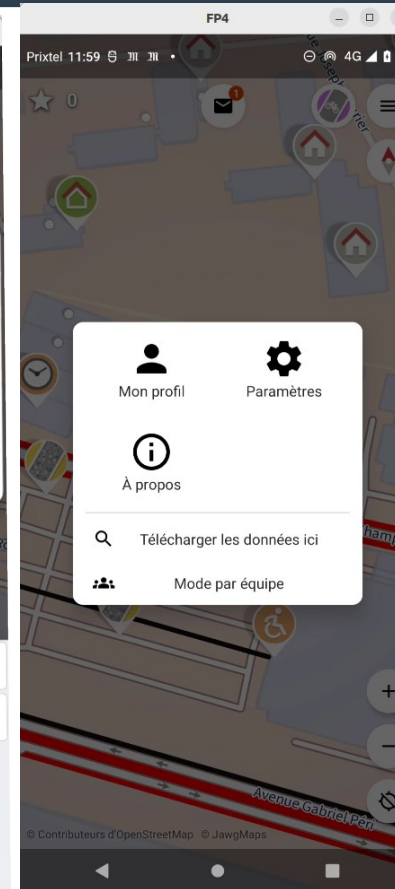 FP4
Prixtel 11:59
4G
0
1
Mon profil
Paramètres
À propos
Télécharger les données ici
Mode par équipe
Avenue Gabriel Péri
© Contributeurs d'OpenStreetMap © JawgMaps